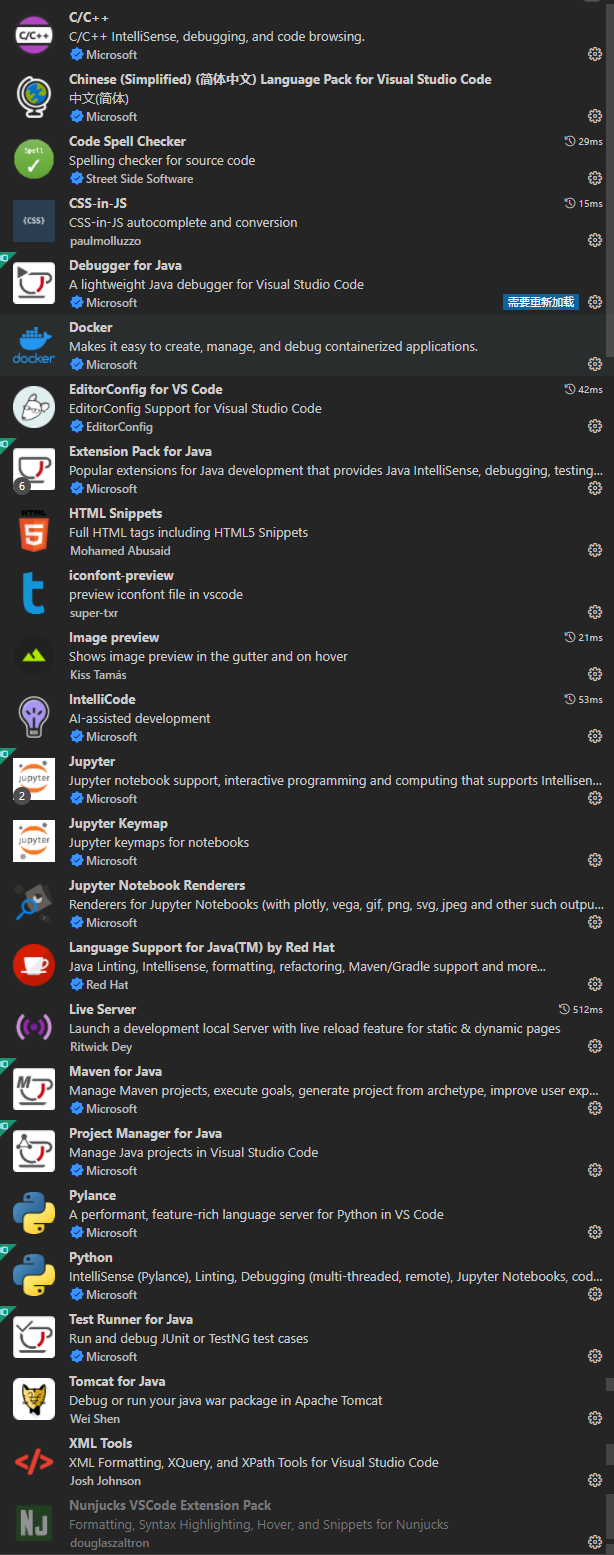 C/C++
C/C++
C/C++ IntelliSense, debugging, and code browsing.
Microsoft
Chinese (Simplified) (简体中文) Language Pack for Visual Studio Code
中文(简体)
Microsoft
Spell
Code Spell Checker
29ms
Spelling checker for source code
Street Side Software
{CSS}
CSS-in-JS
15ms
CSS-in-JS autocomplete and conversion
paulmolluzzo
Debugger for Java
A lightweight Java debugger for Visual Studio Code
Microsoft
需要重新加载
docker
Docker
Makes it easy to create, manage, and debug containerized applications.
Microsoft
EditorConfig for VS Code
42ms
EditorConfig Support for Visual Studio Code
EditorConfig
6
Extension Pack for Java
Popular extensions for Java development that provides Java IntelliSense, debugging, testing...
Microsoft
HTML
5
HTML Snippets
Full HTML tags including HTML5 Snippets
Mohamed Abusaid
t
iconfont-preview
preview iconfont file in vscode
super-txr
Image preview
21ms
Shows image preview in the gutter and on hover
Kiss Tamás
IntelliCode
53ms
AI-assisted development
Microsoft
jupyter
2
Jupyter
Jupyter notebook support, interactive programming and computing that supports Intellisen...
Microsoft
jupyter
Jupyter Keymap
Jupyter keymaps for notebooks
Microsoft
Jupyter Notebook Renderers
Renderers for Jupyter Notebooks (with plotly, vega, gif, png, svg, jpeg and other such outpu...
Microsoft
Language Support for Java(TM) by Red Hat
Java Linting, Intellisense, formatting, refactoring, Maven/Gradle support and more...
Red Hat
Live Server
512ms
Launch a development local Server with live reload feature for static & dynamic pages
Ritwick Dey
M
Maven for Java
Manage Maven projects, execute goals, generate project from archetype, improve user exp...
Microsoft
Project Manager for Java
Manage Java projects in Visual Studio Code
Microsoft
Pylance
A performant, feature-rich language server for Python in VS Code
Microsoft
Python
IntelliSense (Pylance), Linting, Debugging (multi-threaded, remote), Jupyter Notebooks, cod...
Microsoft
Test Runner for Java
Run and debug JUnit or TestNG test cases
Microsoft
Tomcat for Java
Debug or run your java war package in Apache Tomcat
Wei Shen
</>
XML Tools
XML Formatting, XQuery, and XPath Tools for Visual Studio Code
Josh Johnson
NJ
Nunjucks VSCode Extension Pack
Formatting, Syntax Highlighting, Hover, and Snippets for Nunjucks
douglaszaltron